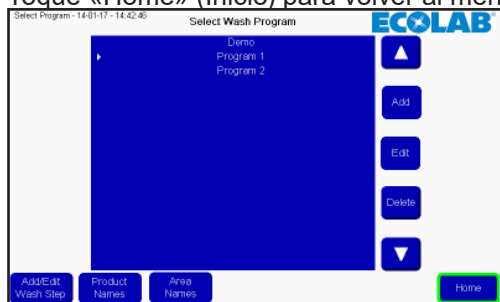 Toque «Home» (Inicio) para volver al men
Select Program - 14-01-17 - 14:42:46
Select Wash Program
ECOLAB®
Demo
Program 1
Program 2
Add
Edit
Delete
Add/Edit
Wash Step
Product
Names
Area
Names
Home